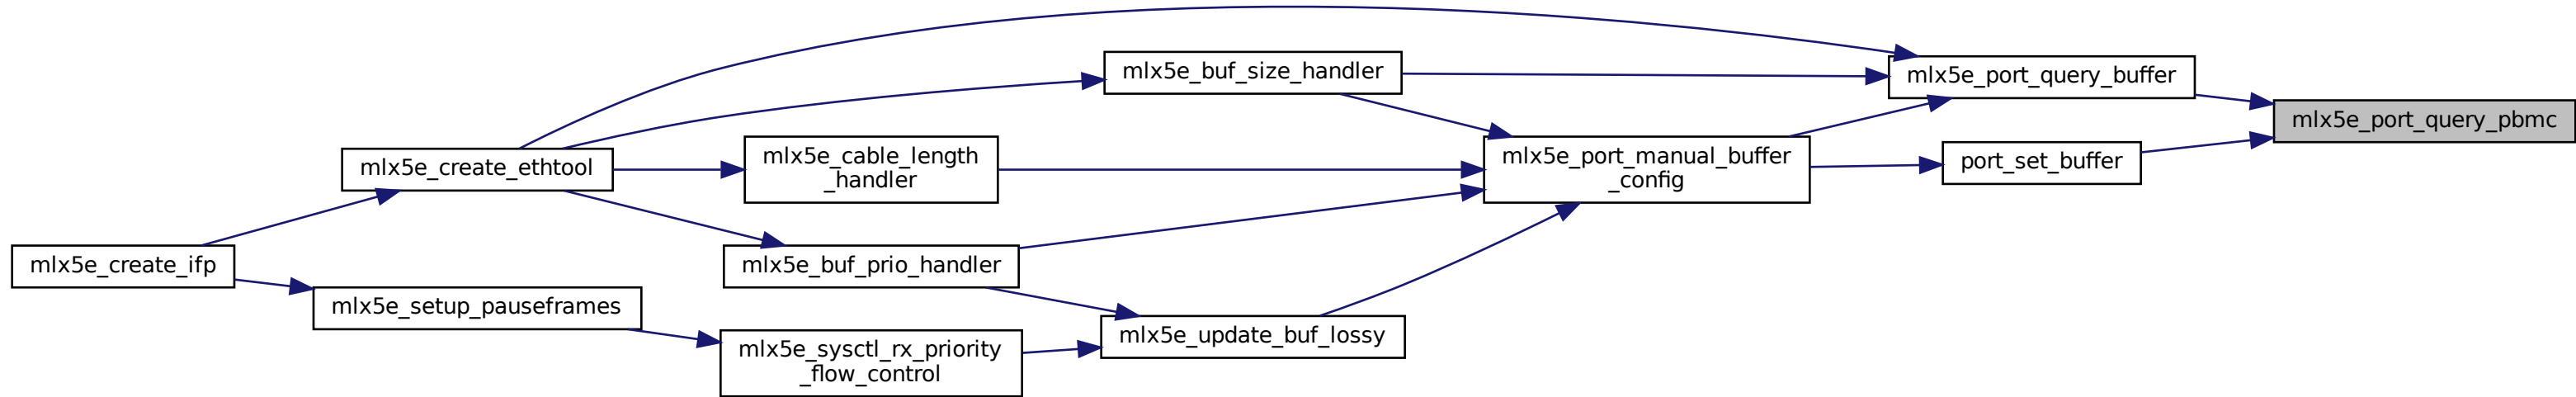 mlx5e_buf_size_handler
mlx5e_port_query_buffer
mlx5e_port_query_pbmc
mlx5e_create_ethtool
mlx5e_cable_length
_handler
mlx5e_port_manual_buffer
_config
port_set_buffer
mlx5e_create_ifp
mlx5e_buf_prio_handler
mlx5e_setup_pauseframes
mlx5e_update_buf_lossy
mlx5e_sysctl_rx_priority
_flow_control